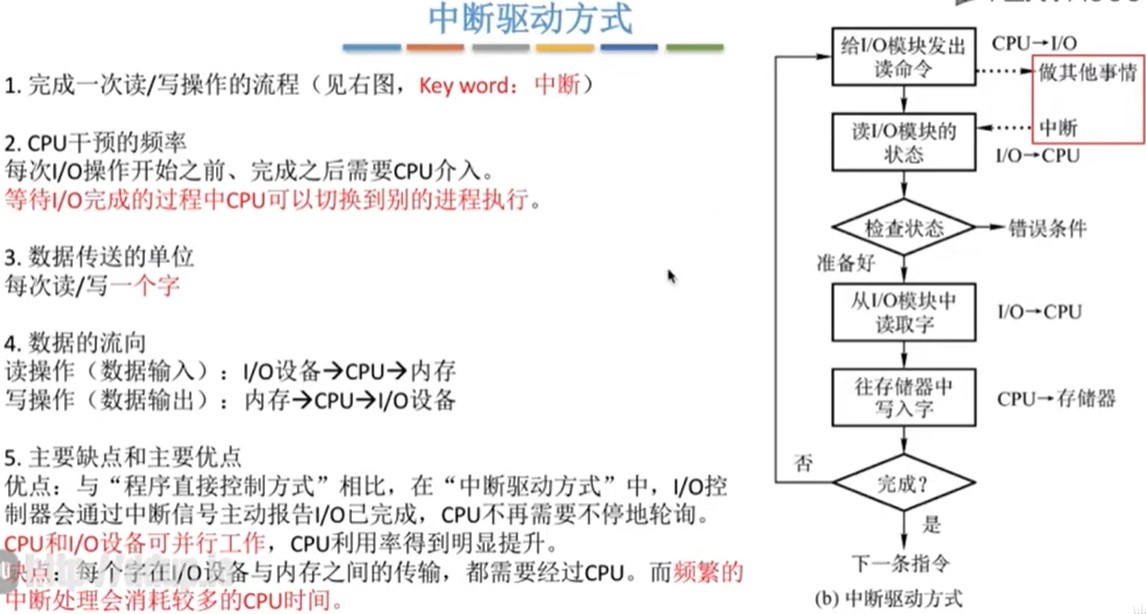 中断驱动方式
1. 完成一次读/写操作的流程（见右图，Key word：中断）
2. CPU干预的频率
每次I/O操作开始之前、完成之后需要CPU介入。
等待I/O完成的过程中CPU可以切换到别的进程执行。
3. 数据传送的单位
每次读/写一个字
4. 数据的流向
读操作（数据输入）：I/O设备→CPU→内存
写操作（数据输出）：内存→CPU→I/O设备
5. 主要缺点和主要优点
优点：与“程序直接控制方式”相比，在“中断驱动方式”中，I/O控
制器会通过中断信号主动报告I/O已完成，CPU不再需要不停地轮询。
CPU和I/O设备可并行工作，CPU利用率得到明显提升。
缺点：每个字在I/O设备与内存之间的传输，都需要经过CPU。而频繁的
中断处理会消耗较多的CPU时间。
给I/O模块发出
读命令
CPU→I/O
做其他事情
读I/O模块的
状态
中断
I/O→CPU
检查状态
错误条件
准备好
从I/O模块中
读取字
I/O→CPU
往存储器中
写入字
CPU→存储器
否
完成？
是
下一条指令
(b) 中断驱动方式